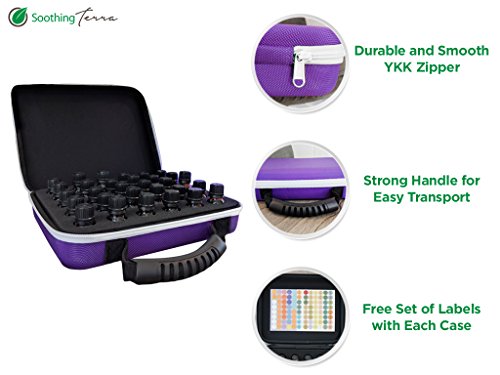 Soothing Terra
Durable and Smooth
YKK Zipper
Strong Handle for
Easy Transport
Free Set of Labels
with Each Case